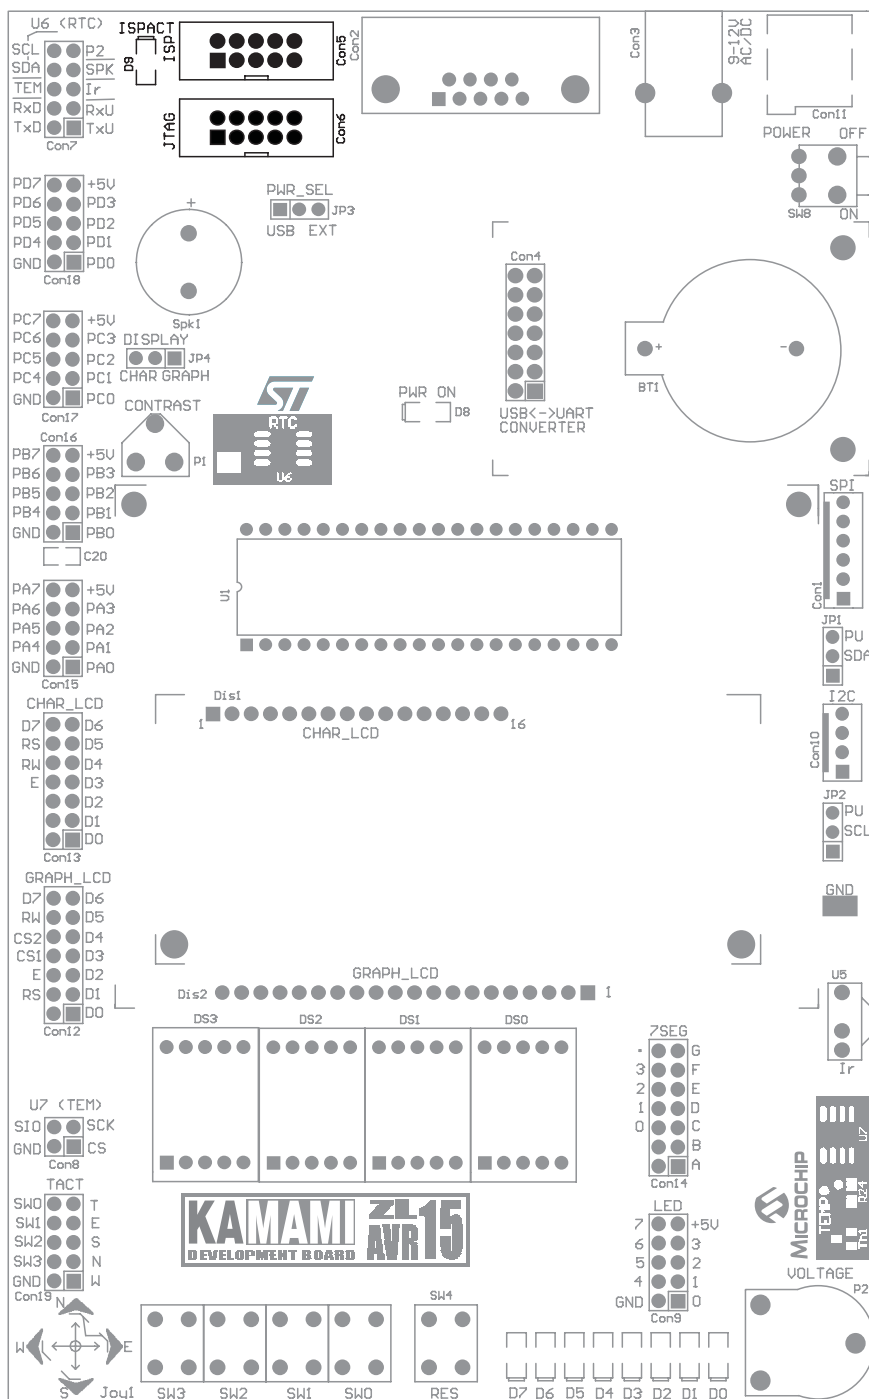 U6 (RTC)
ISPACT
SCL P2
SDA SPK
TEM Ir
RxD RxU
TxD TxU
Con7
D9
ISP
Con5
JTAG
Con6
Con2
Con3
9-12V
AC/DC
Con11
POWER OFF
SW8 ON
PD7 +5V
PD6 PD3
PD5 PD2
PD4 PD1
GND PD0
Con18
+
Spk1
PWR_SEL
JP3
USB EXT
Con4
USB<->UART
CONVERTER
+ -
BT1
PC7 +5V
PC6 PC3
PC5 PC2
PC4 PC1
GND PC0
Con17
DISPLAY
JP4
CHAR GRAPH
ST
RTC
U6
PWR ON
D8
CONTRAST
P1
Con16
PB7 +5V
PB6 PB3
PB5 PB2
PB4 PB1
GND PB0
C20
SPI
Con1
U1
PA7 +5V
PA6 PA3
PA5 PA2
PA4 PA1
GND PA0
Con15
JP1
PU
SDA
I2C
Con10
JP2
PU
SCL
GND
CHAR_LCD
D7 D6
RS D5
RW D4
E D3
D2
D1
D0
Con13
Dis1
1 16
CHAR_LCD
GRAPH_LCD
D7 D6
RW D5
CS2 D4
CS1 D3
E D2
RS D1
D0
Con12
GRAPH_LCD
Dis2 1
DS3 DS2 DS1 DS0
7SEG
. G
3 F
2 E
1 D
0 C
B
A
Con14
U5
Ir
U7 (TEM)
SIO SCK
GND CS
Con8
TACT
SW0 T
SW1 E
SW2 S
SW3 N
GND W
Con19
KAMAMI
DEVELOPMENT BOARD
ZL
AVR
15
LED
7 +5V
6 3
5 2
4 1
GND 0
Con9
MICROCHIP
TEMP
U7
R24
Th1
VOLTAGE
P2
N
W E
S
Joy1
SW3 SW2 SW1 SW0
SW4
RES
D7 D6 D5 D4 D3 D2 D1 D0